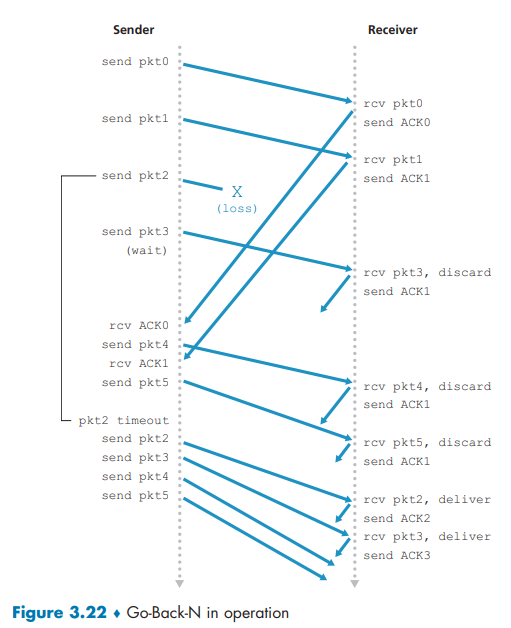 Sender
Receiver
send pkt0
rcv pkt0
send ACK0
send pkt1
rcv pkt1
send ACK1
send pkt2
X
(loss)
send pkt3
(wait)
rcv pkt3, discard
send ACK1
rcv ACK0
send pkt4
rcv ACK1
send pkt5
rcv pkt4, discard
send ACK1
pkt2 timeout
send pkt2
send pkt3
send pkt4
send pkt5
rcv pkt5, discard
send ACK1
rcv pkt2, deliver
send ACK2
rcv pkt3, deliver
send ACK3
Figure 3.22 ♦ Go-Back-N in operation